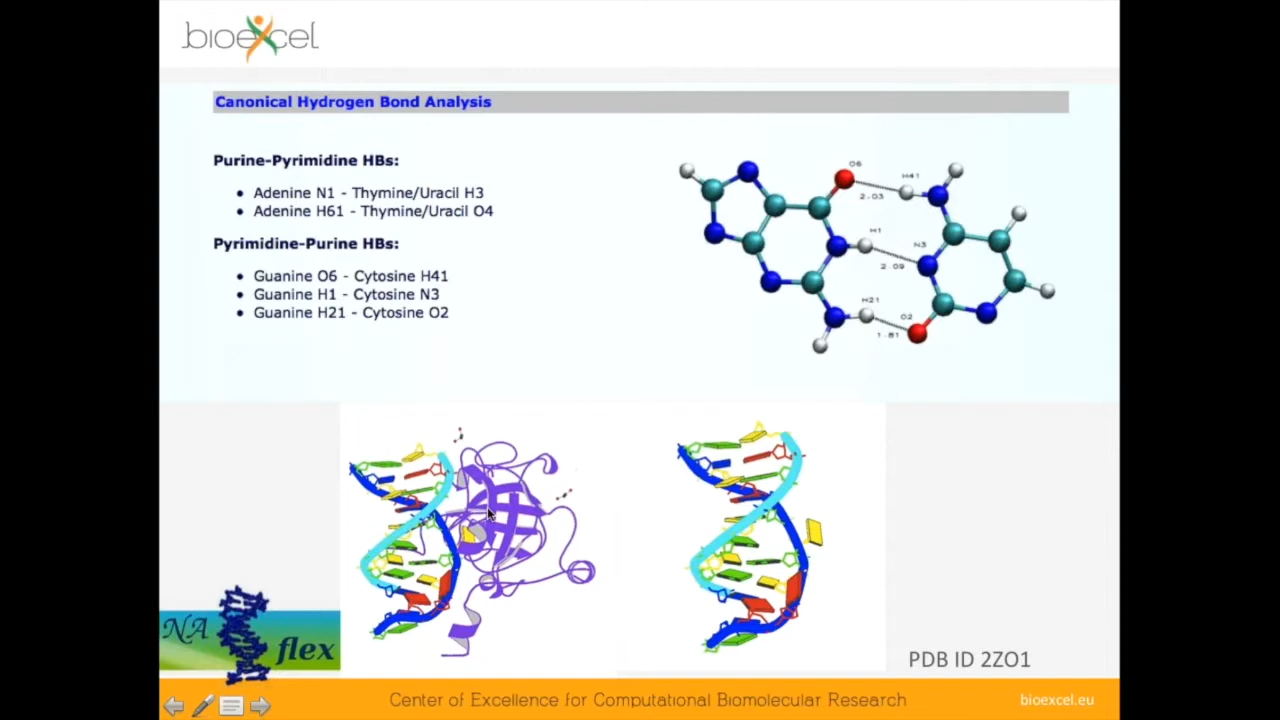 bioexcel
Canonical Hydrogen Bond Analysis
Purine-Pyrimidine HBs:
• Adenine N1 - Thymine/Uracil H3
• Adenine H61 - Thymine/Uracil O4
Pyrimidine-Purine HBs:
• Guanine O6 - Cytosine H41
• Guanine H1 - Cytosine N3
• Guanine H21 - Cytosine O2
O6
H41
2.03
H1
N3
2.09
H21
O2
1.81
NA
flex
PDB ID 2ZO1
Center of Excellence for Computational Biomolecular Research
bioexcel.eu